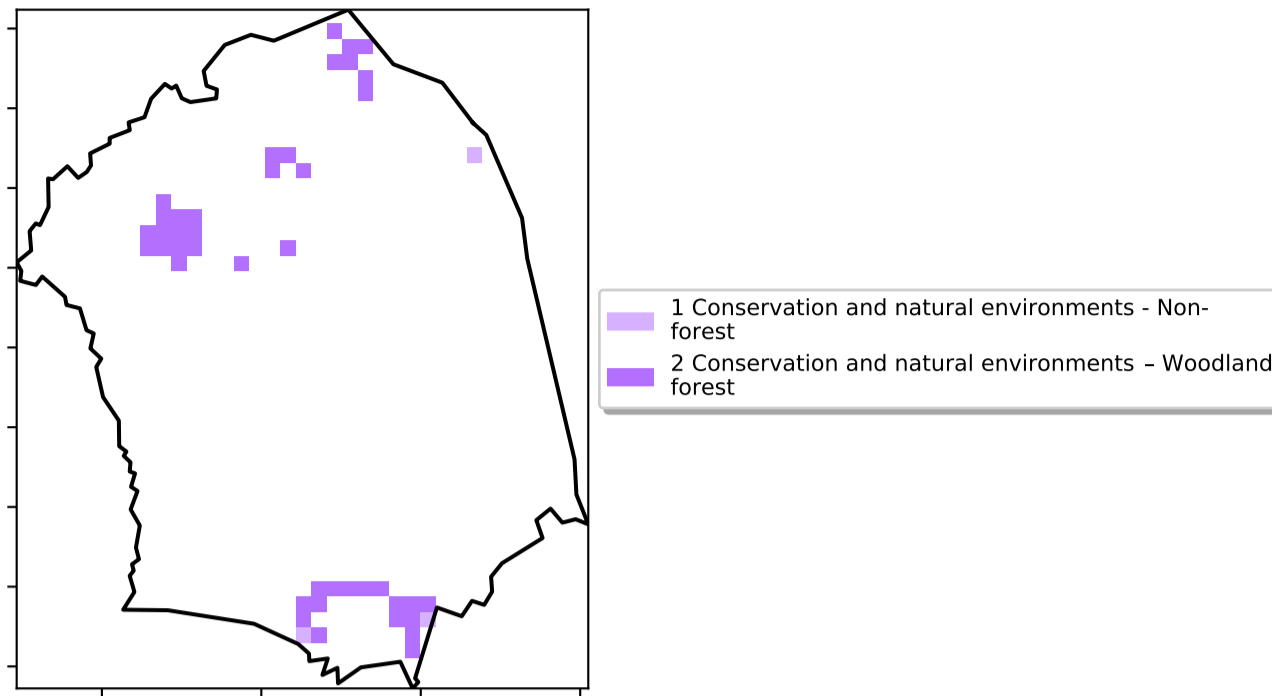 1 Conservation and natural environments - Non-
forest
2 Conservation and natural environments – Woodland
forest